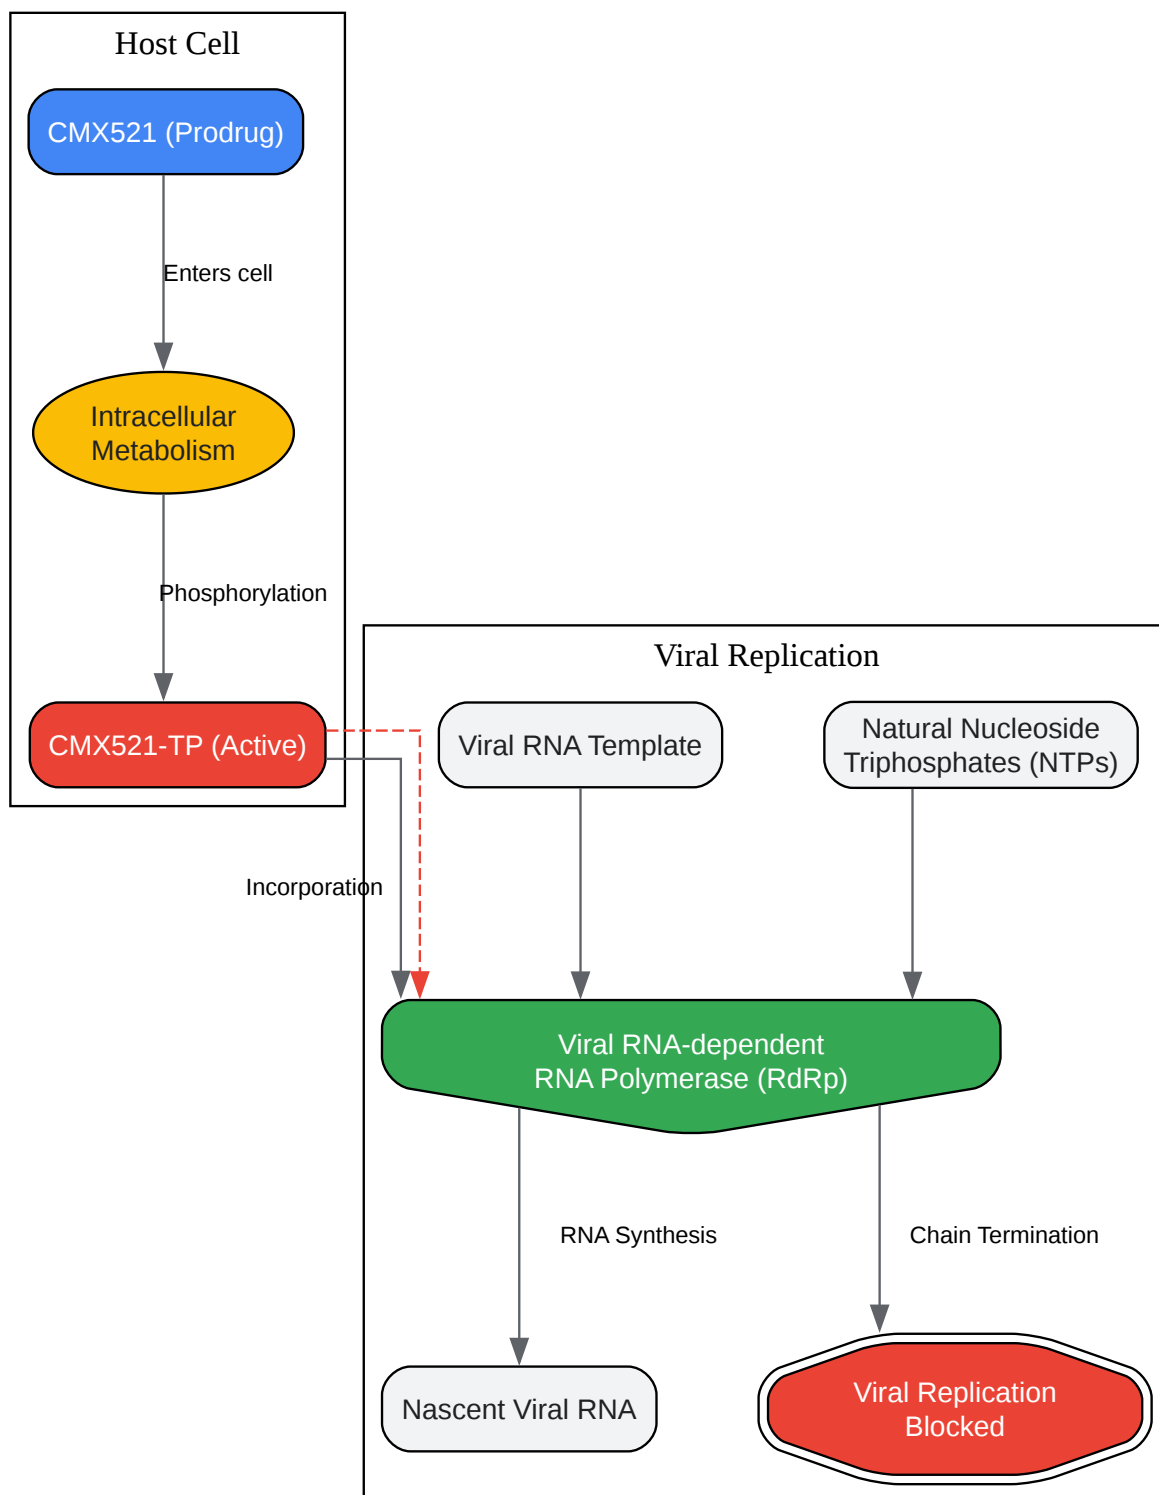 Host Cell
CMX521 (Prodrug)
Enters cell
Intracellular
Metabolism
Phosphorylation
CMX521-TP (Active)
Viral Replication
Viral RNA Template
Natural Nucleoside
Triphosphates (NTPs)
Incorporation
Viral RNA-dependent
RNA Polymerase (RdRp)
RNA Synthesis
Chain Termination
Nascent Viral RNA
Viral Replication
Blocked